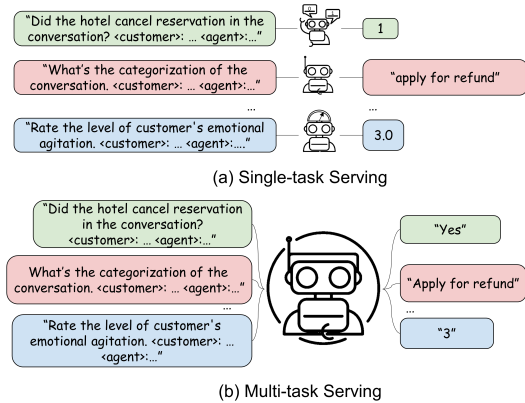 “Did the hotel cancel reservation in the
conversation? <customer>: ... <agent>:...”
1
“What's the categorization of the
conversation. <customer>: ... <agent>:...”
“apply for refund”
...
...
“Rate the level of customer's emotional
agitation. <customer>: ... <agent>:....”
3.0
(a) Single-task Serving
“Did the hotel cancel reservation
in the conversation?
<customer>: ... <agent>:...”
“Yes”
What's the categorization of the
conversation. <customer>: ... <agent>:...”
“Apply for refund”
...
...
“Rate the level of customer's
emotional agitation. <customer>: ...
<agent>:...”
“3”
(b) Multi-task Serving